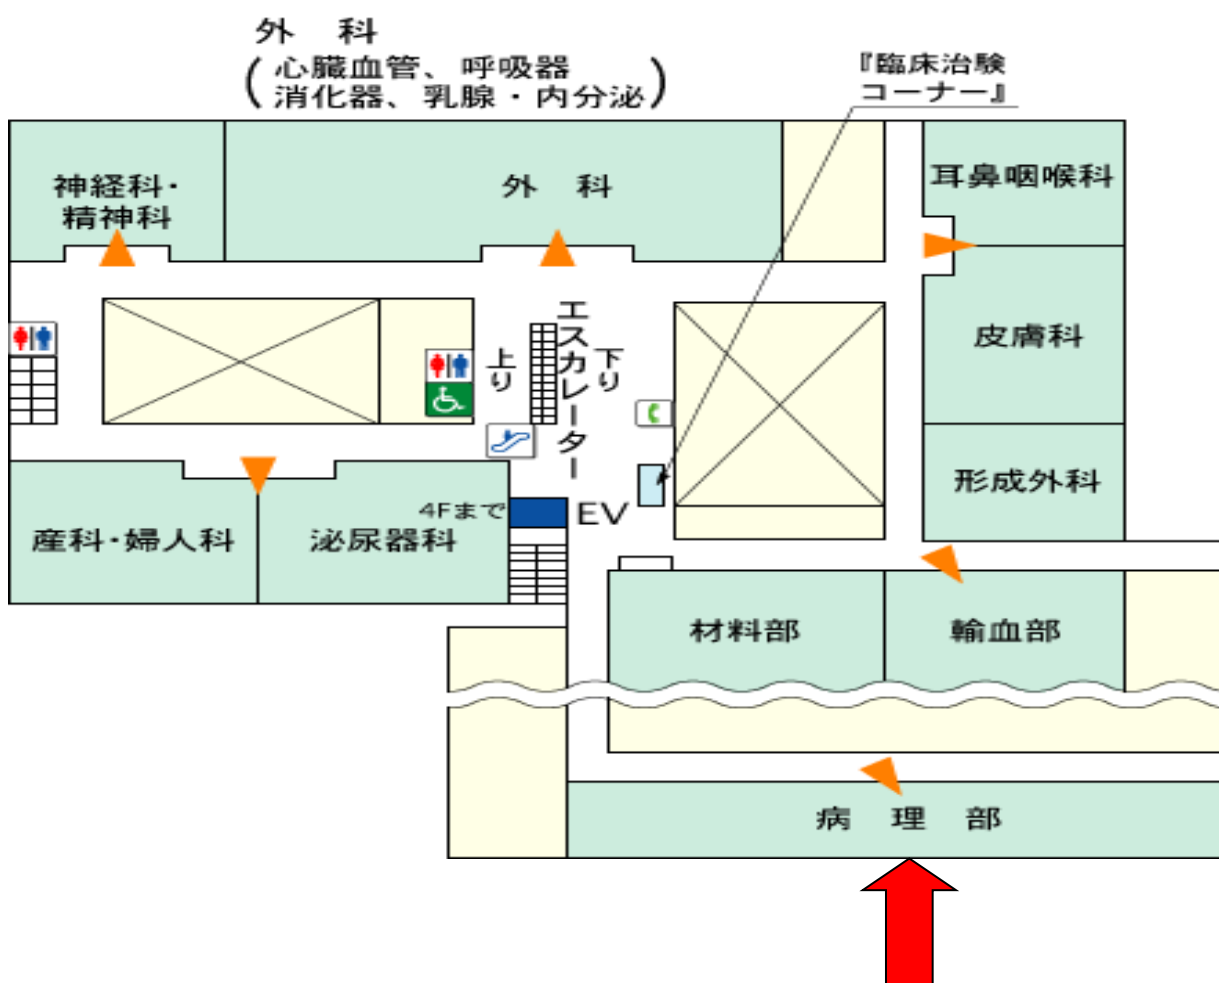 外　科
(心臓血管、呼吸器
消化器、乳腺・内分泌)
『臨床治験
コーナー』
神経科・
精神科
外　科
耳鼻咽喉科
皮膚科
形成外科
エスカレーター
上り
下り
4Fまで
EV
産科・婦人科
泌尿器科
材料部
輸血部
病　理　部